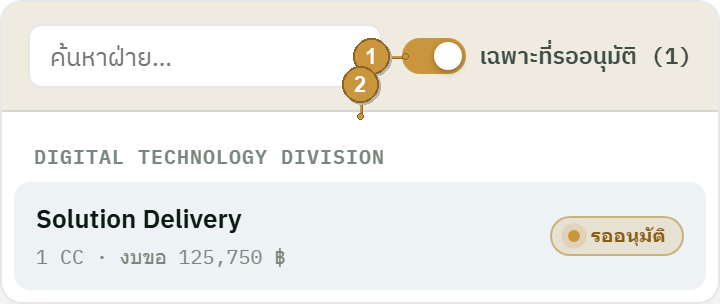 ค้นหาฝ่าย...
1
เฉพาะที่รออนุมัติ (1)
2
DIGITAL TECHNOLOGY DIVISION
Solution Delivery
รออนุมัติ
1 CC · งบขอ 125,750 ฿